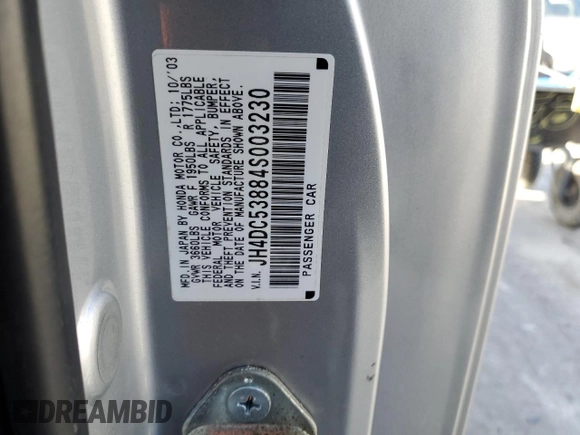 MFD.IN JAPAN BY HONDA MOTOR CO.,LTD; 10/'03
GVWR 3660LBS GAWR F 1950LBS R 1775LBS
THIS VEHICLE CONFORMS TO ALL APPLICABLE
FEDERAL MOTOR VEHICLE SAFETY, BUMPER,
AND THEFT PREVENTION STANDARDS IN EFFECT
ON THE DATE OF MANUFACTURE SHOWN ABOVE.
V.I.N. JH4DC53884S003230
PASSENGER CAR
DREAMBID